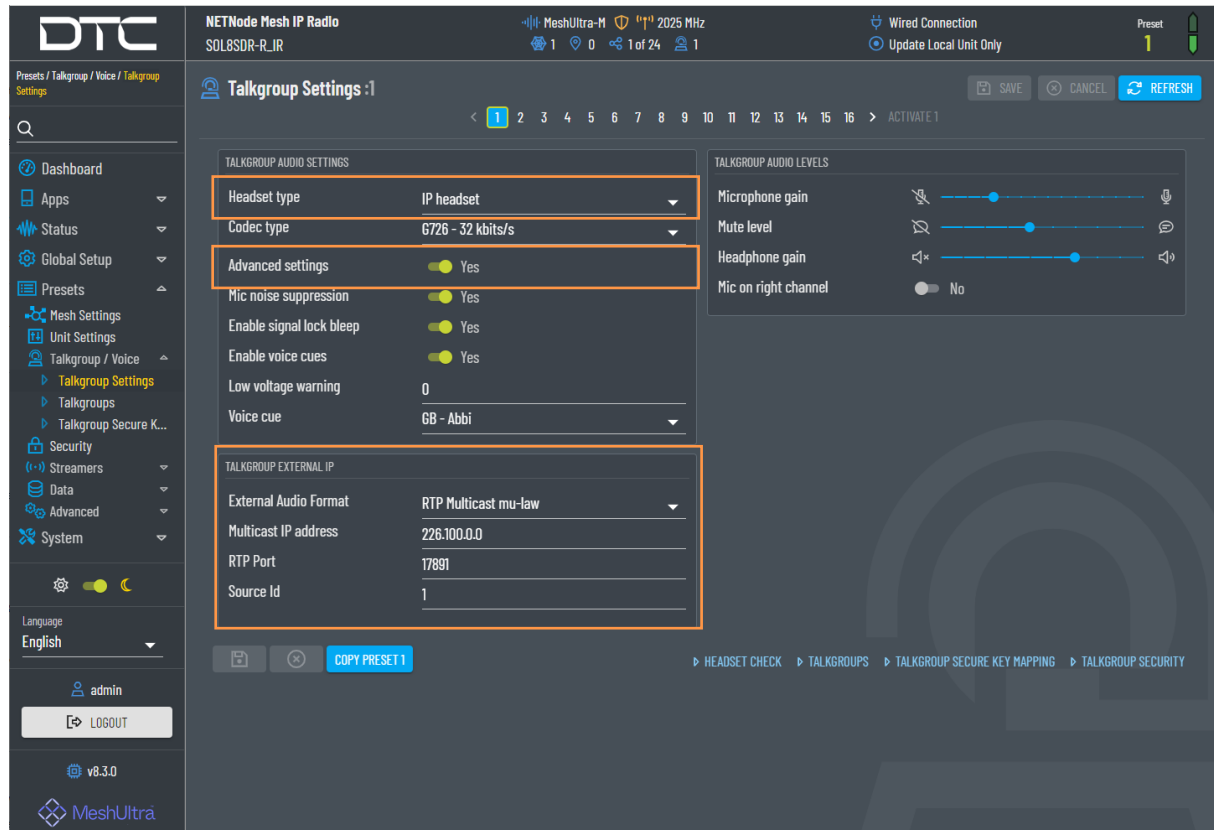 DTC
NETNode Mesh IP Radio
SOL8SDR-R_IR
MeshUltra-M 2025 MHz
1 0 1 of 24 1
Wired Connection
Update Local Unit Only
Preset
1
Presets / Talkgroup / Voice / Talkgroup
Settings
Dashboard
Apps
Status
Global Setup
Presets
Mesh Settings
Unit Settings
Talkgroup / Voice
Talkgroup Settings
Talkgroups
Talkgroup Secure K...
Security
Streamers
Data
Advanced
System
Language
English
admin
LOGOUT
v8.3.0
MeshUltra
Talkgroup Settings :1
SAVE CANCEL REFRESH
< 1 2 3 4 5 6 7 8 9 10 11 12 13 14 15 16 > ACTIVATE 1
TALKGROUP AUDIO SETTINGS
Headset type IP headset
Codec type G726 - 32 kbits/s
Advanced settings Yes
Mic noise suppression Yes
Enable signal lock bleep Yes
Enable voice cues Yes
Low voltage warning 0
Voice cue GB - Abbi
TALKGROUP AUDIO LEVELS
Microphone gain
Mute level
Headphone gain
Mic on right channel No
TALKGROUP EXTERNAL IP
External Audio Format RTP Multicast mu-law
Multicast IP address 226.100.0.0
RTP Port 17891
Source Id 1
COPY PRESET 1
HEADSET CHECK TALKGROUPS TALKGROUP SECURE KEY MAPPING TALKGROUP SECURITY